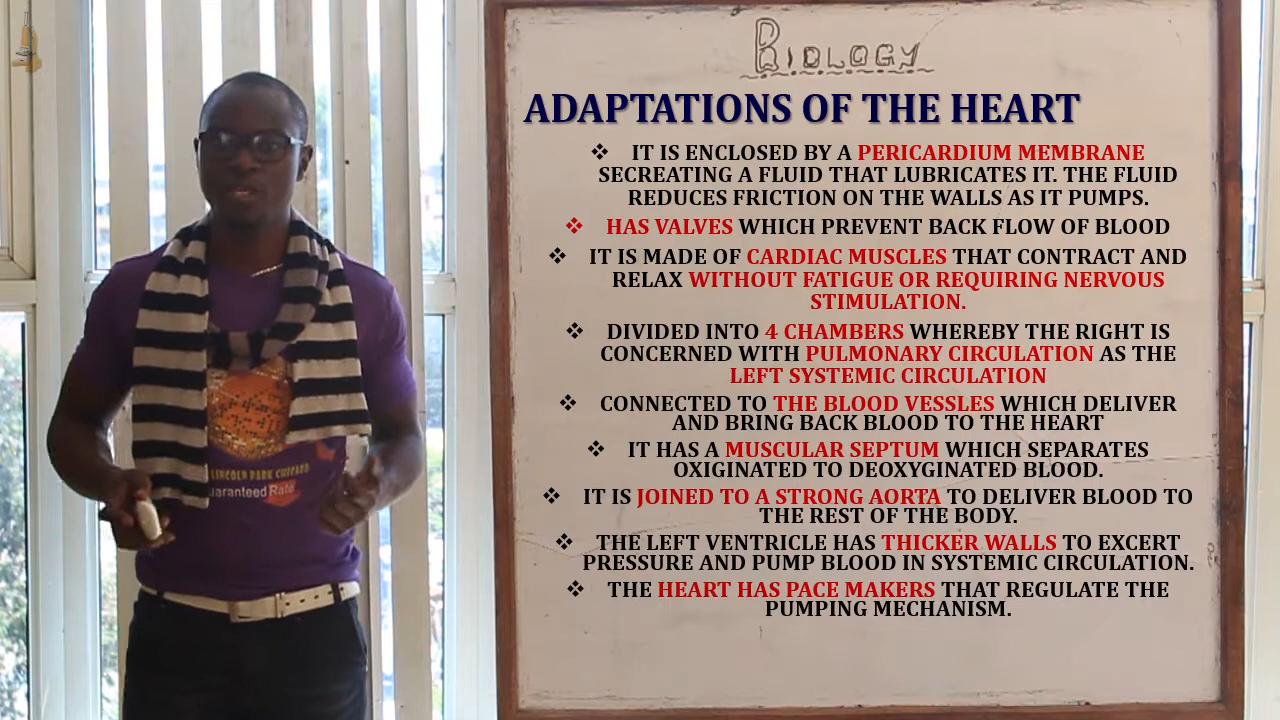 BIOLOGY
ADAPTATIONS OF THE HEART
❖ IT IS ENCLOSED BY A PERICARDIUM MEMBRANE
SECREATING A FLUID THAT LUBRICATES IT. THE FLUID
REDUCES FRICTION ON THE WALLS AS IT PUMPS.
❖ HAS VALVES WHICH PREVENT BACK FLOW OF BLOOD
❖ IT IS MADE OF CARDIAC MUSCLES THAT CONTRACT AND
RELAX WITHOUT FATIGUE OR REQUIRING NERVOUS
STIMULATION.
❖ DIVIDED INTO 4 CHAMBERS WHEREBY THE RIGHT IS
CONCERNED WITH PULMONARY CIRCULATION AS THE
LEFT SYSTEMIC CIRCULATION
❖ CONNECTED TO THE BLOOD VESSLES WHICH DELIVER
AND BRING BACK BLOOD TO THE HEART
❖ IT HAS A MUSCULAR SEPTUM WHICH SEPARATES
OXIGINATED TO DEOXYGINATED BLOOD.
❖ IT IS JOINED TO A STRONG AORTA TO DELIVER BLOOD TO
THE REST OF THE BODY.
❖ THE LEFT VENTRICLE HAS THICKER WALLS TO EXCERT
PRESSURE AND PUMP BLOOD IN SYSTEMIC CIRCULATION.
❖ THE HEART HAS PACE MAKERS THAT REGULATE THE
PUMPING MECHANISM.
LINCOLN PARK CHICAGO
uaranteed Rate